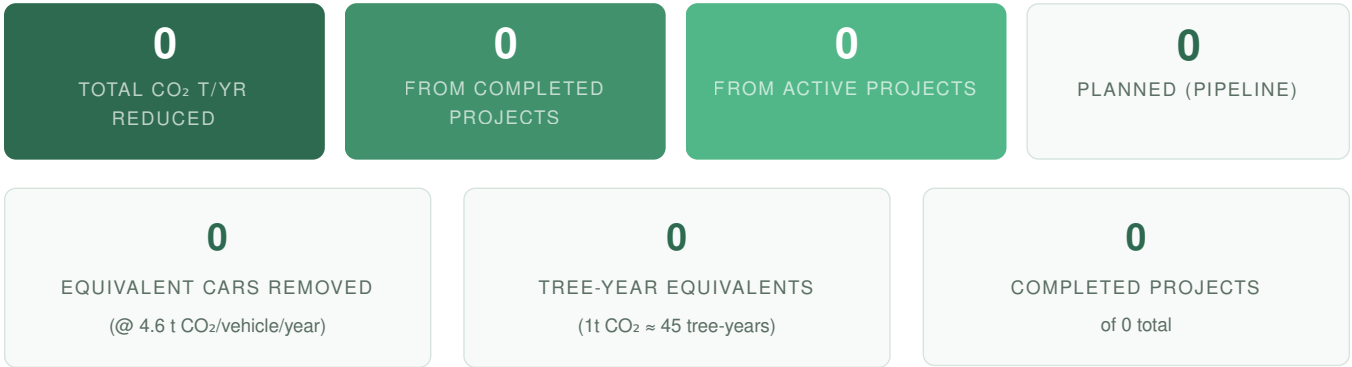 0
TOTAL CO₂ T/YR
REDUCED
0
FROM COMPLETED
PROJECTS
0
FROM ACTIVE PROJECTS
0
PLANNED (PIPELINE)
0
EQUIVALENT CARS REMOVED
(@ 4.6 t CO₂/vehicle/year)
0
TREE-YEAR EQUIVALENTS
(1t CO₂ ≈ 45 tree-years)
0
COMPLETED PROJECTS
of 0 total